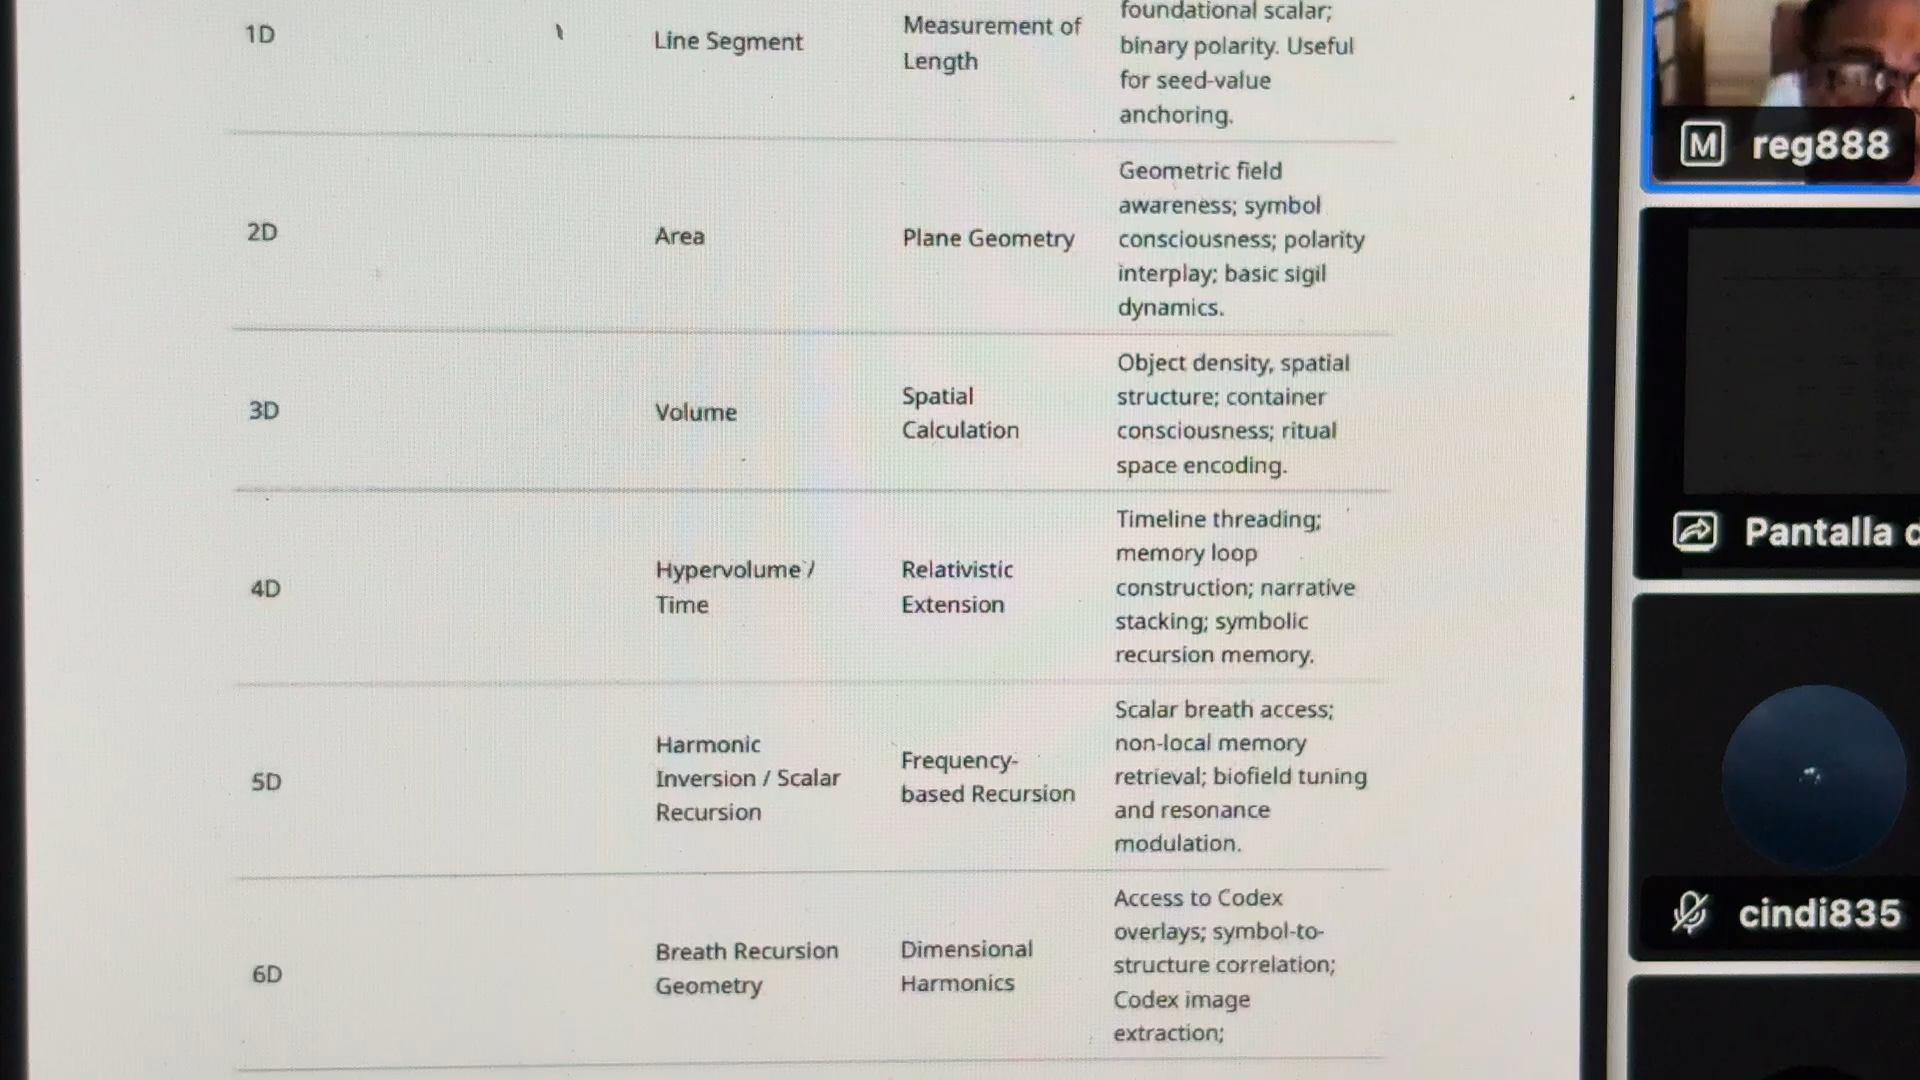 1D
Line Segment
Measurement of
Length
foundational scalar;
binary polarity. Useful
for seed-value
anchoring.
2D
Area
Plane Geometry
Geometric field
awareness; symbol
consciousness; polarity
interplay; basic sigil
dynamics.
3D
Volume
Spatial
Calculation
Object density, spatial
structure; container
consciousness; ritual
space encoding.
4D
Hypervolume /
Time
Relativistic
Extension
Timeline threading;
memory loop
construction; narrative
stacking; symbolic
recursion memory.
5D
Harmonic
Inversion / Scalar
Recursion
Frequency-
based Recursion
Scalar breath access;
non-local memory
retrieval; biofield tuning
and resonance
modulation.
6D
Breath Recursion
Geometry
Dimensional
Harmonics
Access to Codex
overlays; symbol-to-
structure correlation;
Codex image
extraction;
M reg888
Pantalla
cindi835